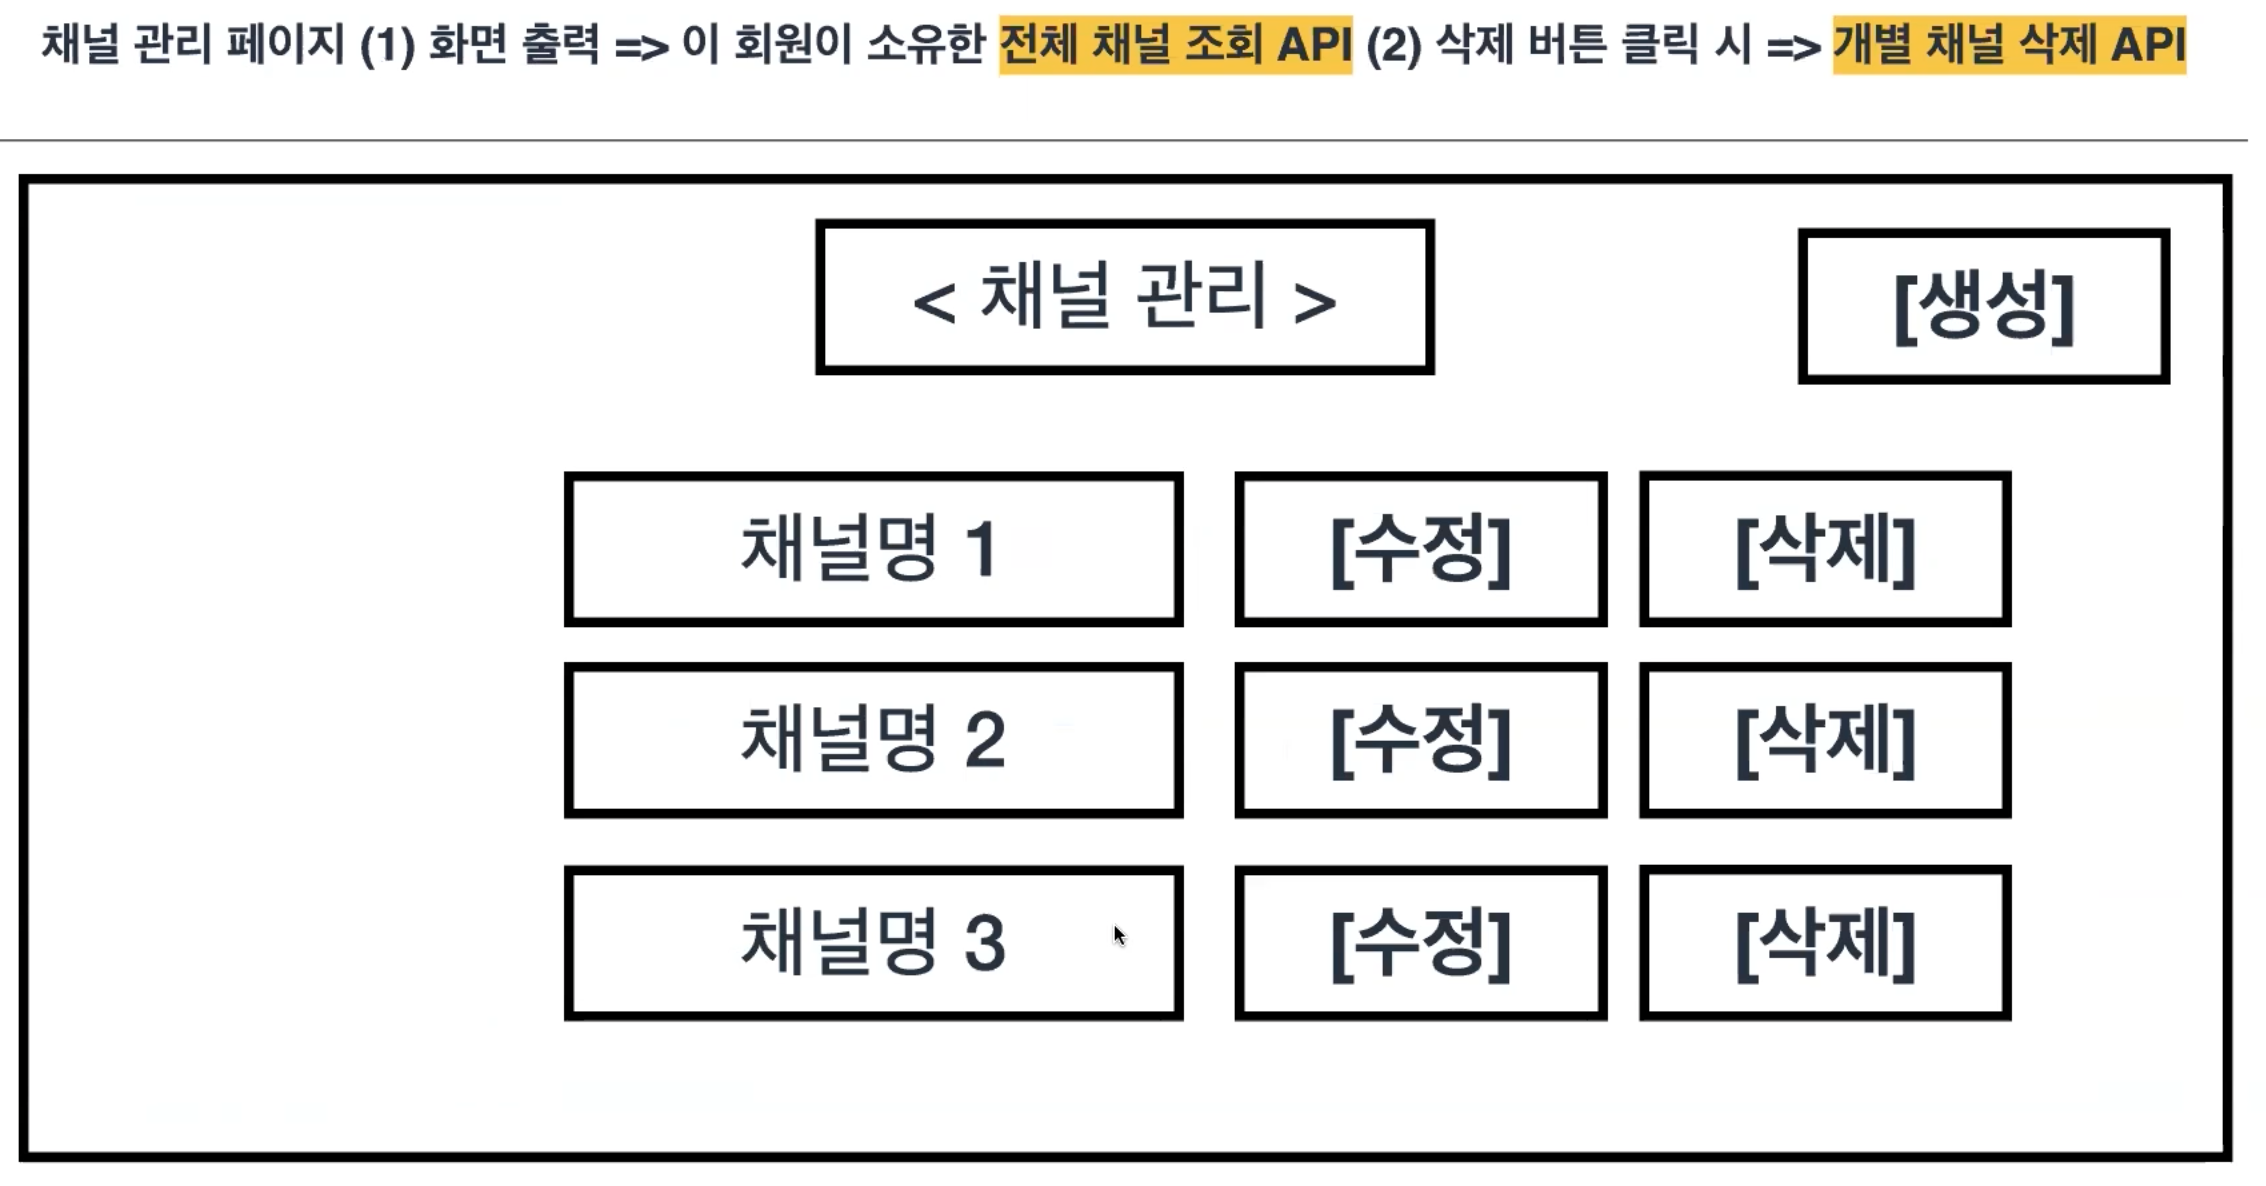 채널 관리 페이지 (1) 화면 출력 => 이 회원이 소유한 전체 채널 조회 API (2) 삭제 버튼 클릭 시 => 개별 채널 삭제 API
< 채널 관리 >
[생성]
채널명 1 [수정] [삭제]
채널명 2 [수정] [삭제]
채널명 3 [수정] [삭제]